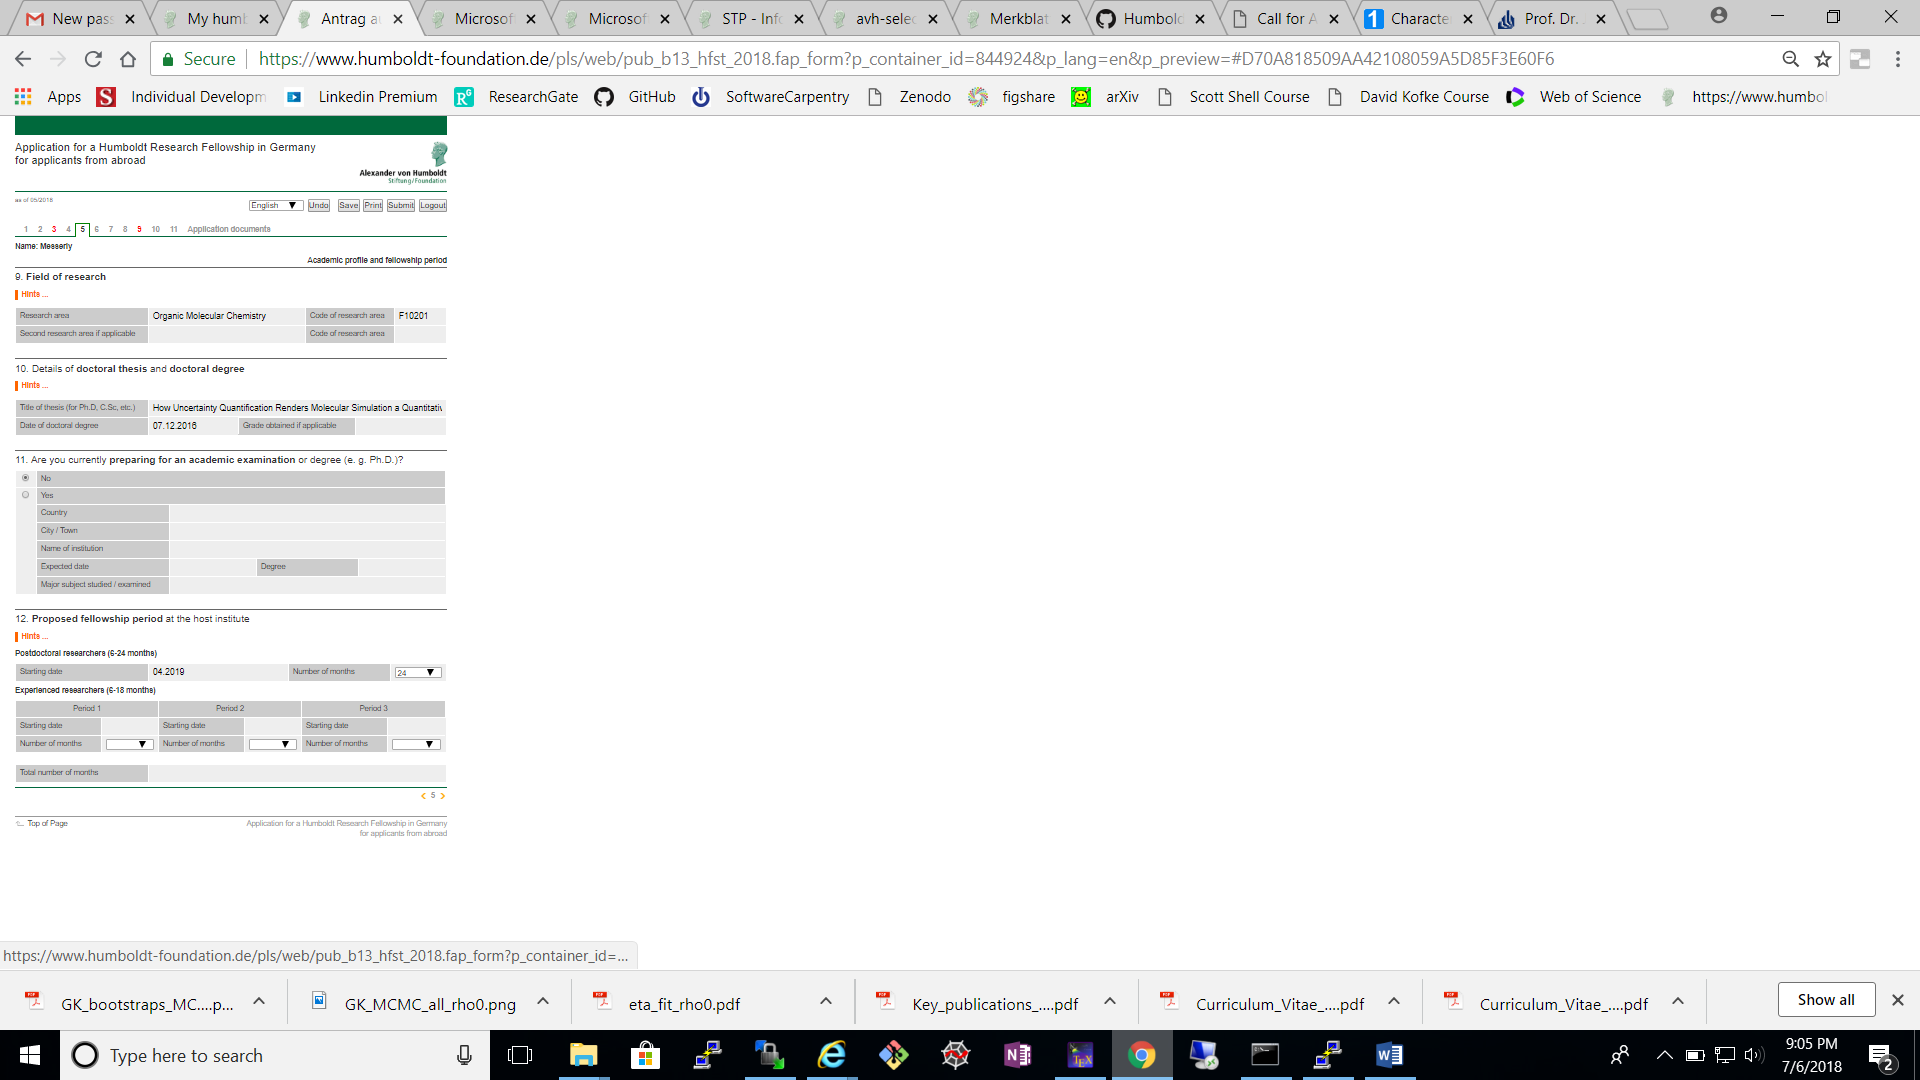 New pass
My humb
Antrag au
Microsof
Microsof
STP - Info
avh-selec
Merkblat
Humbold
Call for A
Characte
Prof. Dr.
Secure
https://www.humboldt-foundation.de/pls/web/pub_b13_hfst_2018.fap_form?p_container_id=844924&p_lang=en&p_preview=#D70A818509AA42108059A5D85F3E60F6
Apps
Individual Developm
Linkedin Premium
ResearchGate
GitHub
SoftwareCarpentry
Zenodo
figshare
arXiv
Scott Shell Course
David Kofke Course
Web of Science
https://www.humbol
Application for a Humboldt Research Fellowship in Germany
for applicants from abroad
Alexander von Humboldt
Stiftung/Foundation
as of 05/2018
English Undo Save Print Submit Logout
1 2 3 4 5 6 7 8 9 10 11 Application documents
Name: Messerly
Academic profile and fellowship period
9. Field of research
Hints ...
Research area Organic Molecular Chemistry Code of research area F10201
Second research area if applicable Code of research area
10. Details of doctoral thesis and doctoral degree
Hints ...
Title of thesis (for Ph.D, C.Sc, etc.) How Uncertainty Quantification Renders Molecular Simulation a Quantitativ
Date of doctoral degree 07.12.2016 Grade obtained if applicable
11. Are you currently preparing for an academic examination or degree (e. g. Ph.D.)?
No
Yes
Country
City / Town
Name of institution
Expected date Degree
Major subject studied / examined
12. Proposed fellowship period at the host institute
Hints ...
Postdoctoral researchers (6-24 months)
Starting date 04.2019 Number of months 24
Experienced researchers (6-18 months)
Period 1 Period 2 Period 3
Starting date Starting date Starting date
Number of months Number of months Number of months
Total number of months
< 5 >
Top of Page
Application for a Humboldt Research Fellowship in Germany
for applicants from abroad
https://www.humboldt-foundation.de/pls/web/pub_b13_hfst_2018.fap_form?p_container_id=...
GK_bootstraps_MC....p...
GK_MCMC_all_rho0.png
eta_fit_rho0.pdf
Key_publications_....pdf
Curriculum_Vitae_....pdf
Curriculum_Vitae_....pdf
Show all
Type here to search
9:05 PM
7/6/2018
2